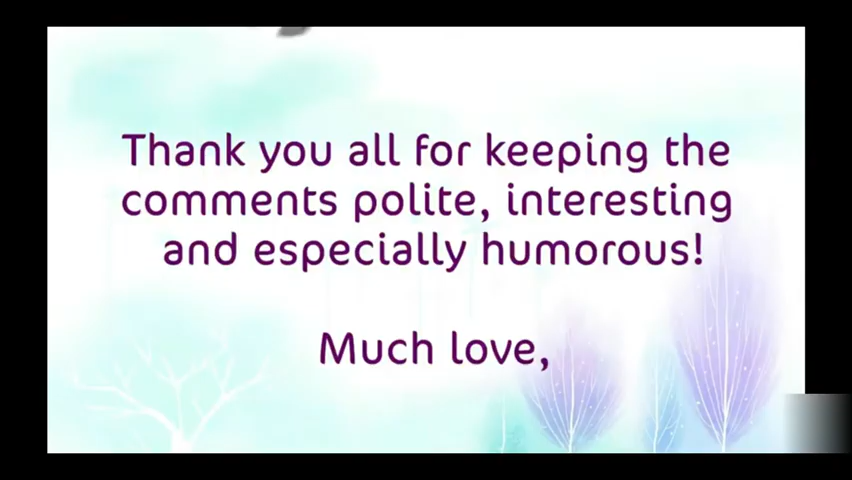 Thank you all for keeping the
comments polite, interesting
and especially humorous!
Much love,